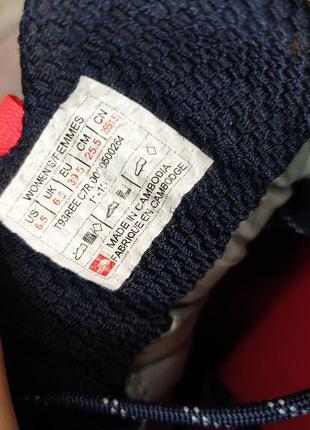 WOMEN'S/FEMMES
US UK EU CM CN
6.5 6.5 39.5 25.5
MADE IN CAMBODIA
FABRIQUE EN CAMBODGE